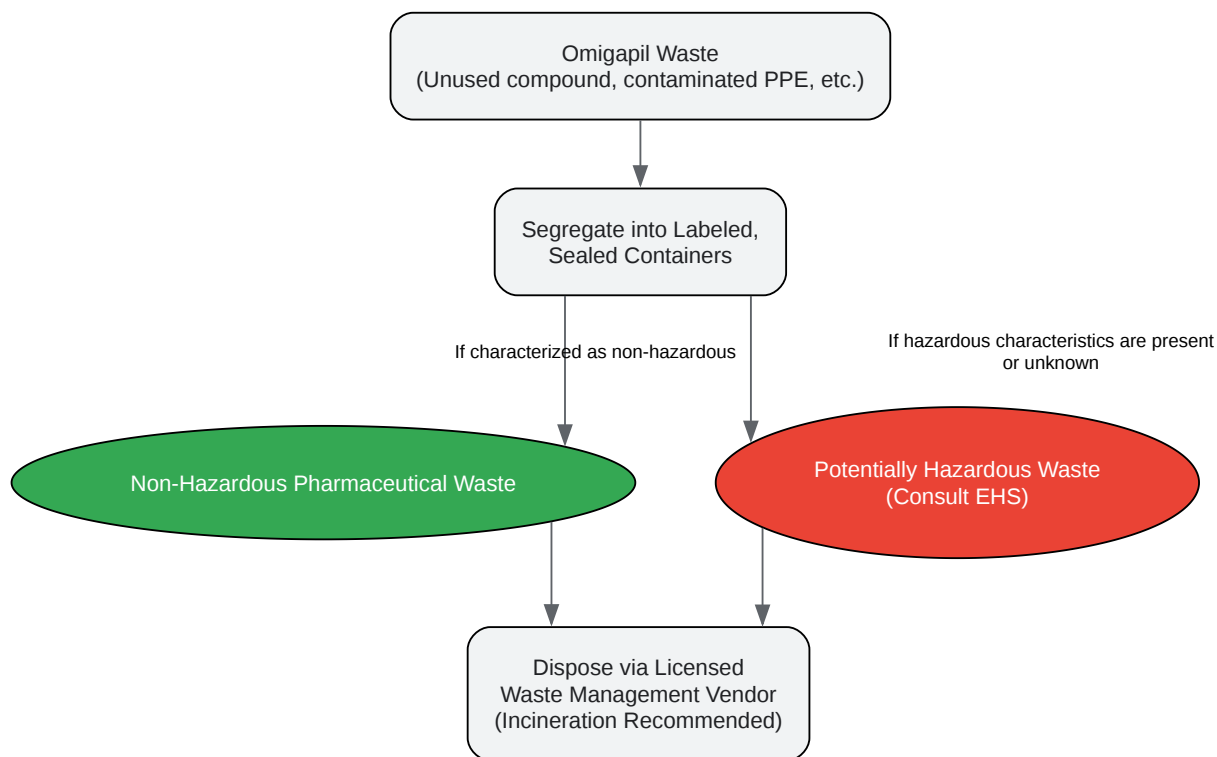 Omigapil Waste
(Unused compound, contaminated PPE, etc.)
Segregate into Labeled,
Sealed Containers
If characterized as non-hazardous
If hazardous characteristics are present
or unknown
Non-Hazardous Pharmaceutical Waste
Potentially Hazardous Waste
(Consult EHS)
Dispose via Licensed
Waste Management Vendor
(Incineration Recommended)